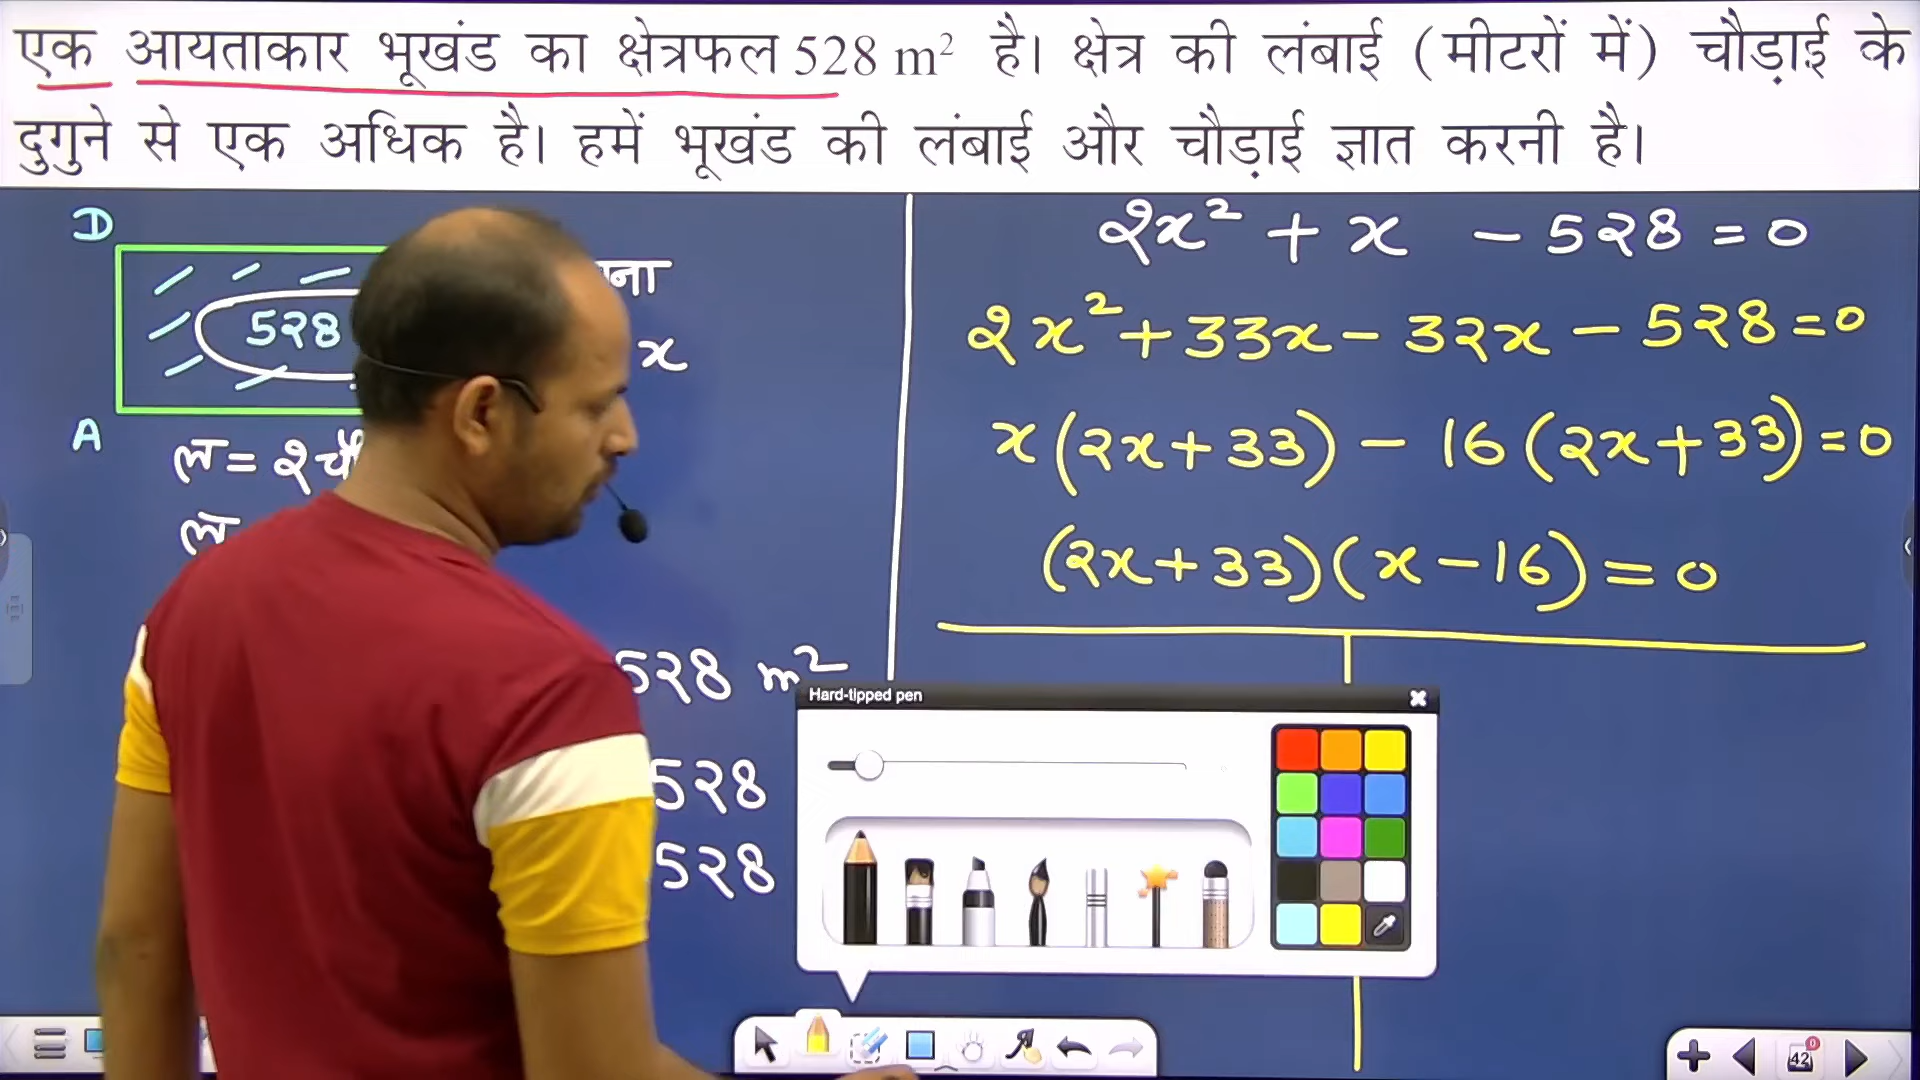 एक आयताकार भूखंड का क्षेत्रफल 528 m² है। क्षेत्र की लंबाई (मीटरों में) चौड़ाई के
दुगुने से एक अधिक है। हमें भूखंड की लंबाई और चौड़ाई ज्ञात करनी है।
D
528
x
A
ल = 2चौ
ल
528 m²
528
528
2x² + x - 528 = 0
2x² + 33x - 32x - 528 = 0
x(2x + 33) - 16(2x + 33) = 0
(2x + 33)(x - 16) = 0
Hard-tipped pen
42
0